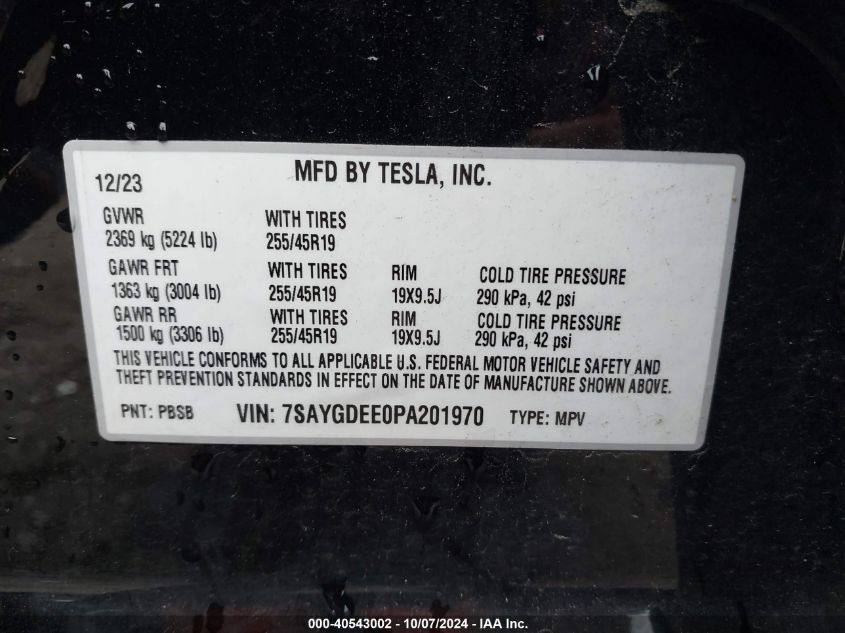 MFD BY TESLA, INC.
12/23
GVWR WITH TIRES
2369 kg (5224 lb) 255/45R19
GAWR FRT WITH TIRES RIM COLD TIRE PRESSURE
1363 kg (3004 lb) 255/45R19 19X9.5J 290 kPa, 42 psi
GAWR RR WITH TIRES RIM COLD TIRE PRESSURE
1500 kg (3306 lb) 255/45R19 19X9.5J 290 kPa, 42 psi
THIS VEHICLE CONFORMS TO ALL APPLICABLE U.S. FEDERAL MOTOR VEHICLE SAFETY AND
THEFT PREVENTION STANDARDS IN EFFECT ON THE DATE OF MANUFACTURE SHOWN ABOVE.
PNT: PBSB VIN: 7SAYGDEE0PA201970 TYPE: MPV
000-40543002 - 10/07/2024 - IAA Inc.